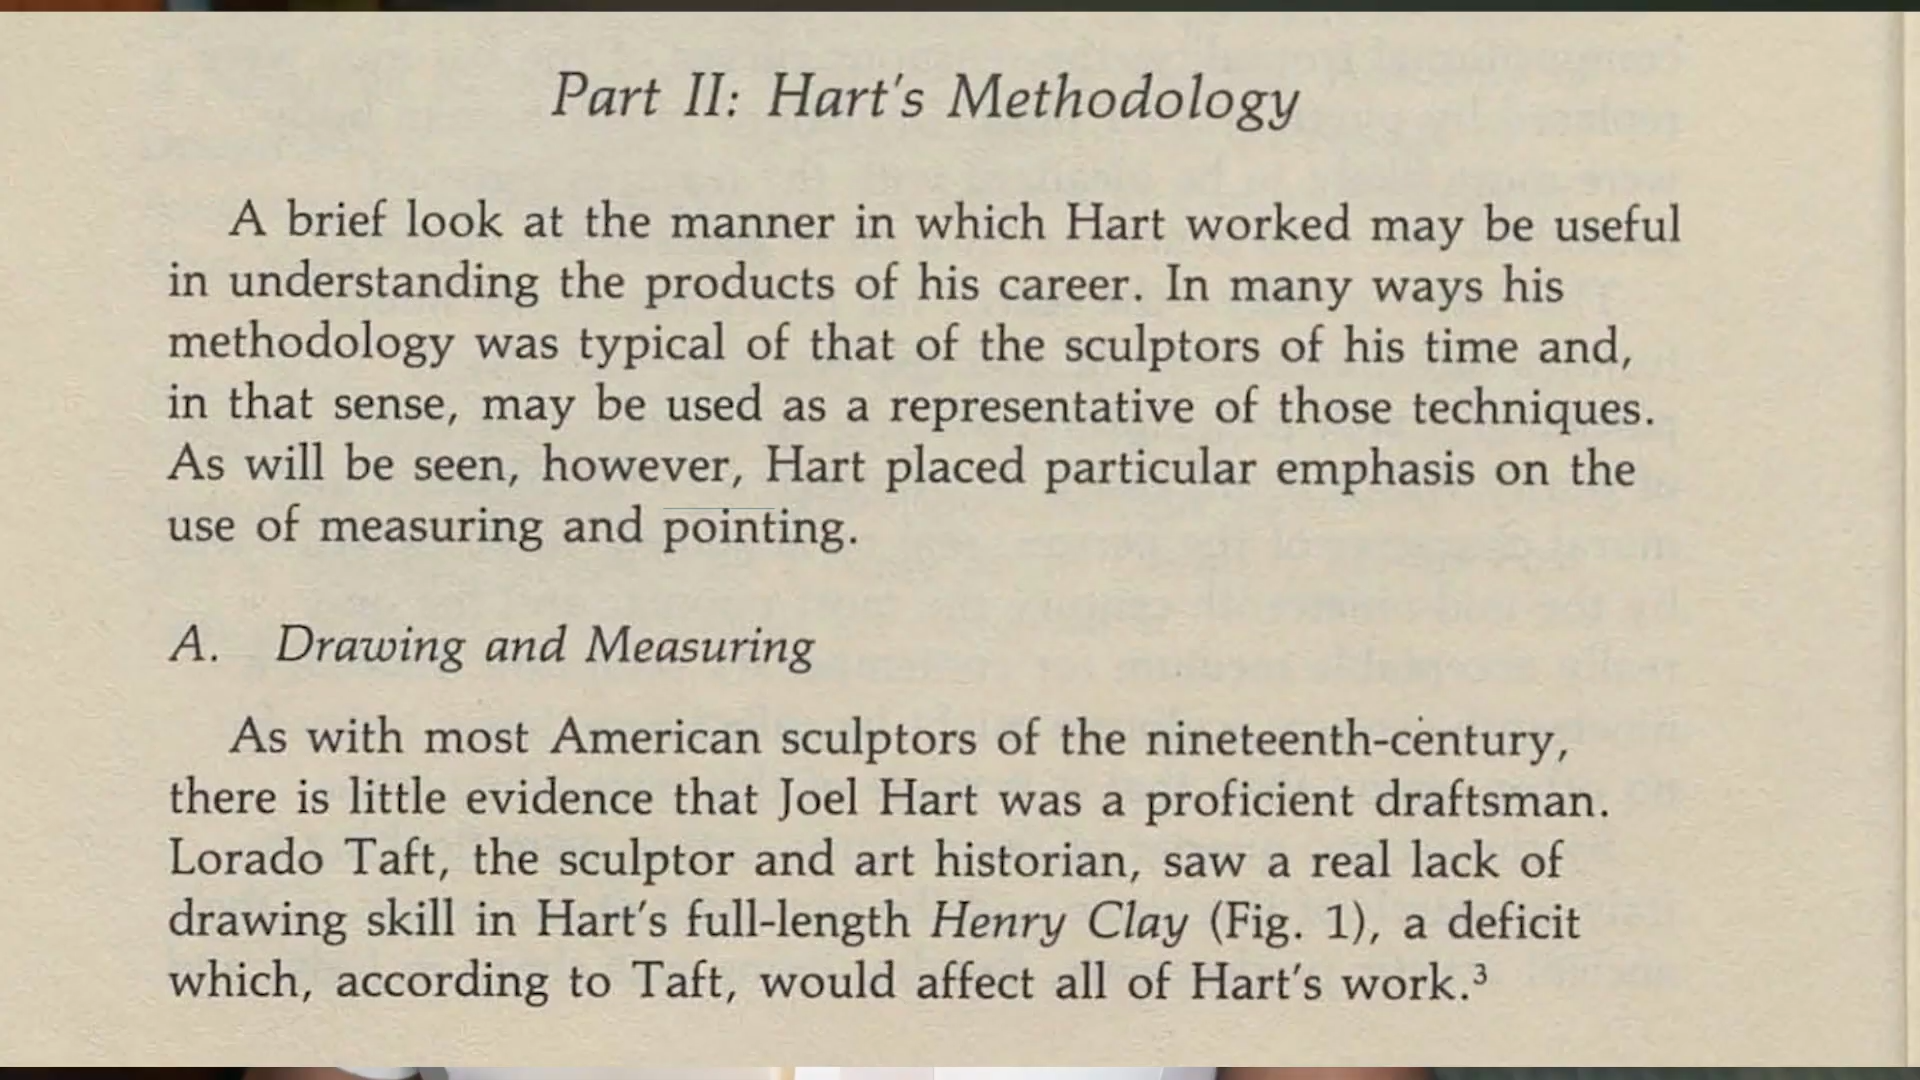 Part II: Hart's Methodology
A brief look at the manner in which Hart worked may be useful
in understanding the products of his career. In many ways his
methodology was typical of that of the sculptors of his time and,
in that sense, may be used as a representative of those techniques.
As will be seen, however, Hart placed particular emphasis on the
use of measuring and pointing.
A. Drawing and Measuring
As with most American sculptors of the nineteenth-century,
there is little evidence that Joel Hart was a proficient draftsman.
Lorado Taft, the sculptor and art historian, saw a real lack of
drawing skill in Hart's full-length Henry Clay (Fig. 1), a deficit
which, according to Taft, would affect all of Hart's work.³